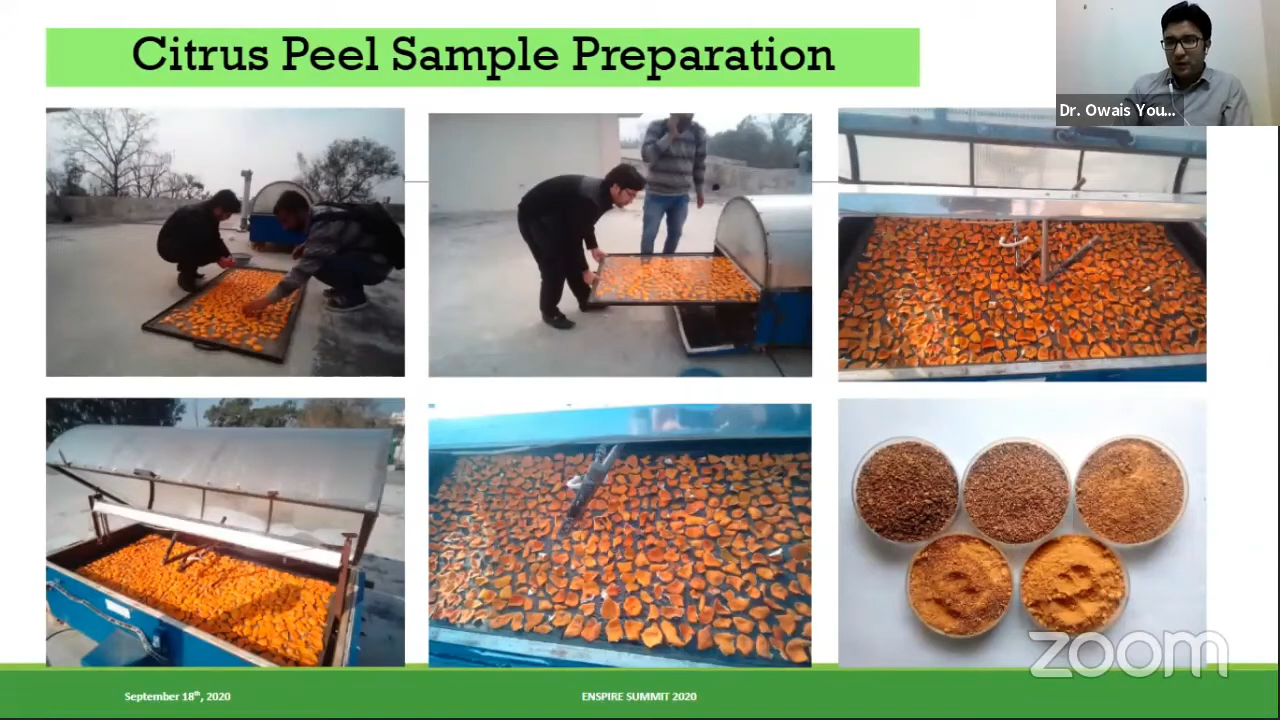 Citrus Peel Sample Preparation
Dr. Owais You...
zoom
September 18th, 2020
ENSPIRE SUMMIT 2020